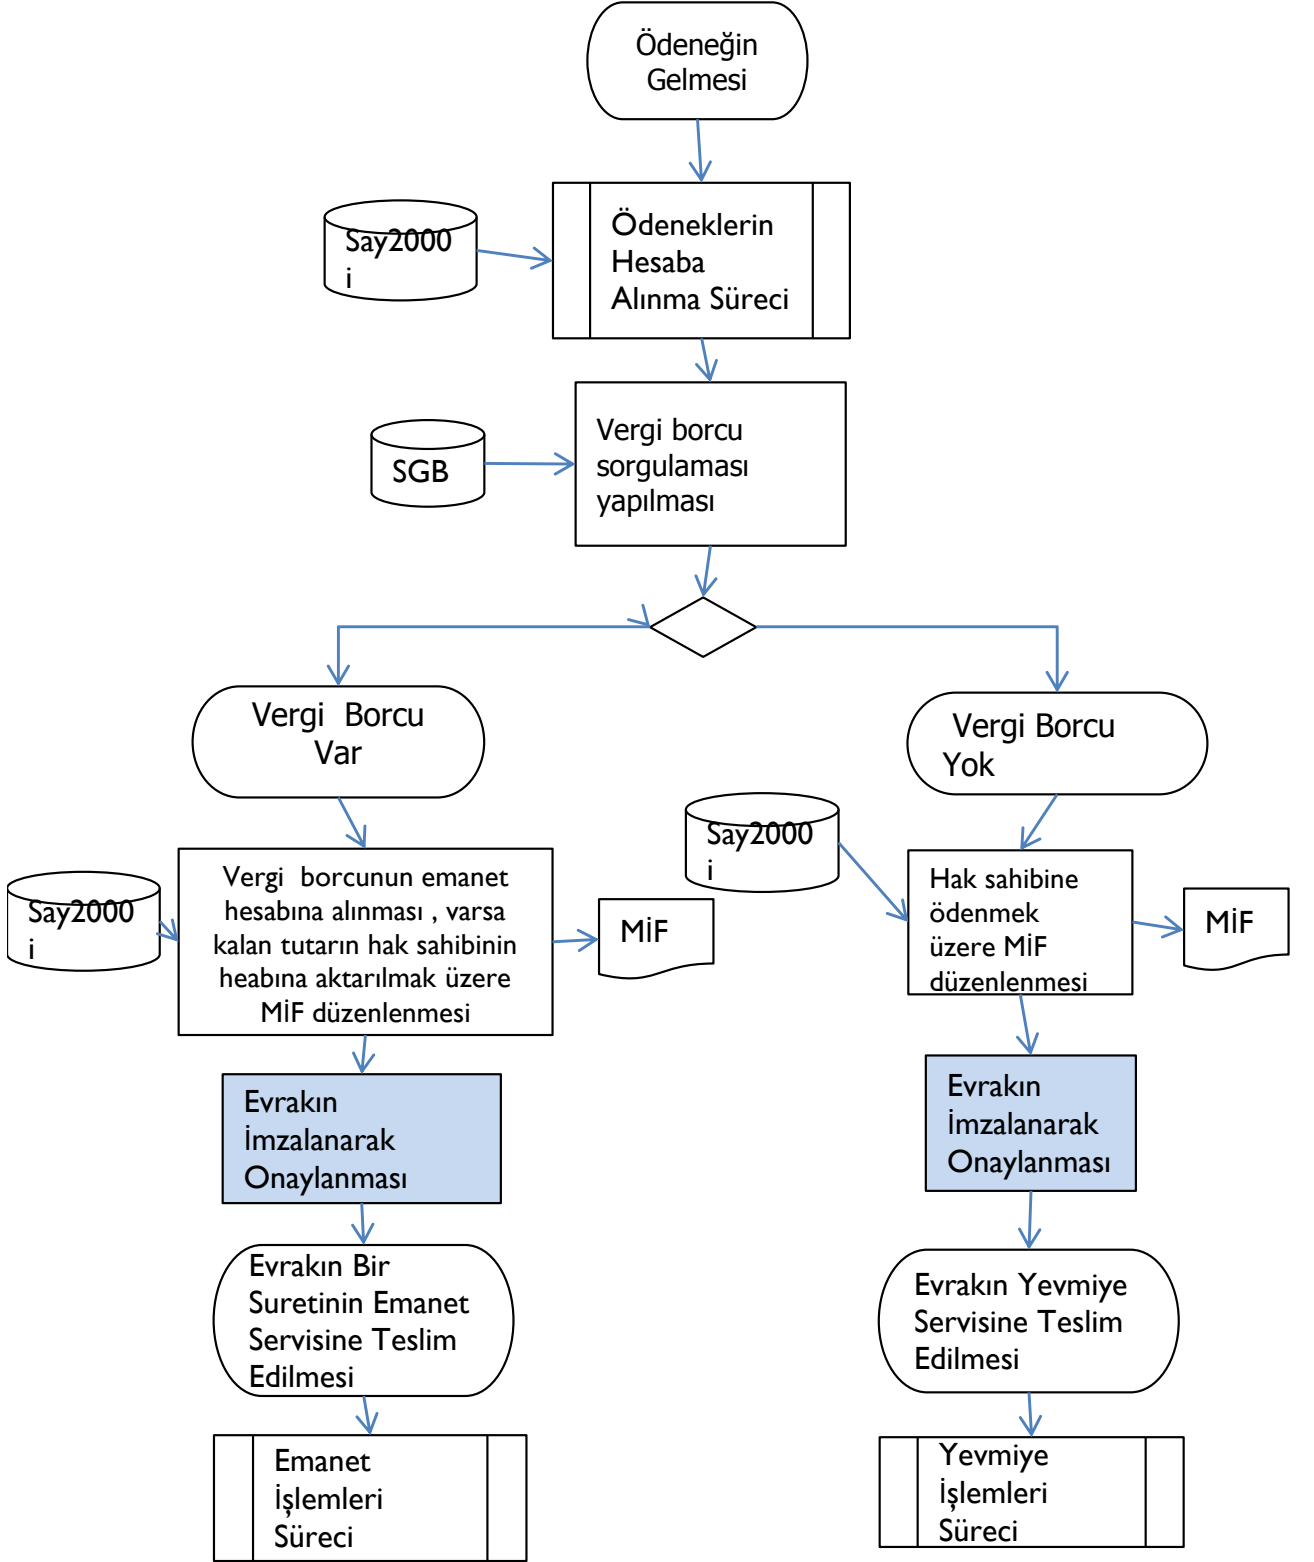 Ödeneğin
Gelmesi
Say2000
i
Ödeneklerin
Hesaba
Alınma Süreci
SGB
Vergi borcu
sorgulaması
yapılması
Vergi  Borcu
Var
Vergi Borcu
Yok
Say2000
i
Vergi  borcunun emanet
hesabına alınması , varsa
kalan tutarın hak sahibinin
heabına aktarılmak üzere
MİF düzenlenmesi
MİF
Say2000
i
Hak sahibine
ödenmek
üzere MİF
düzenlenmesi
MİF
Evrakın
İmzalanarak
Onaylanması
Evrakın
İmzalanarak
Onaylanması
Evrakın Bir
Suretinin Emanet
Servisine Teslim
Edilmesi
Evrakın Yevmiye
Servisine Teslim
Edilmesi
Emanet
İşlemleri
Süreci
Yevmiye
İşlemleri
Süreci